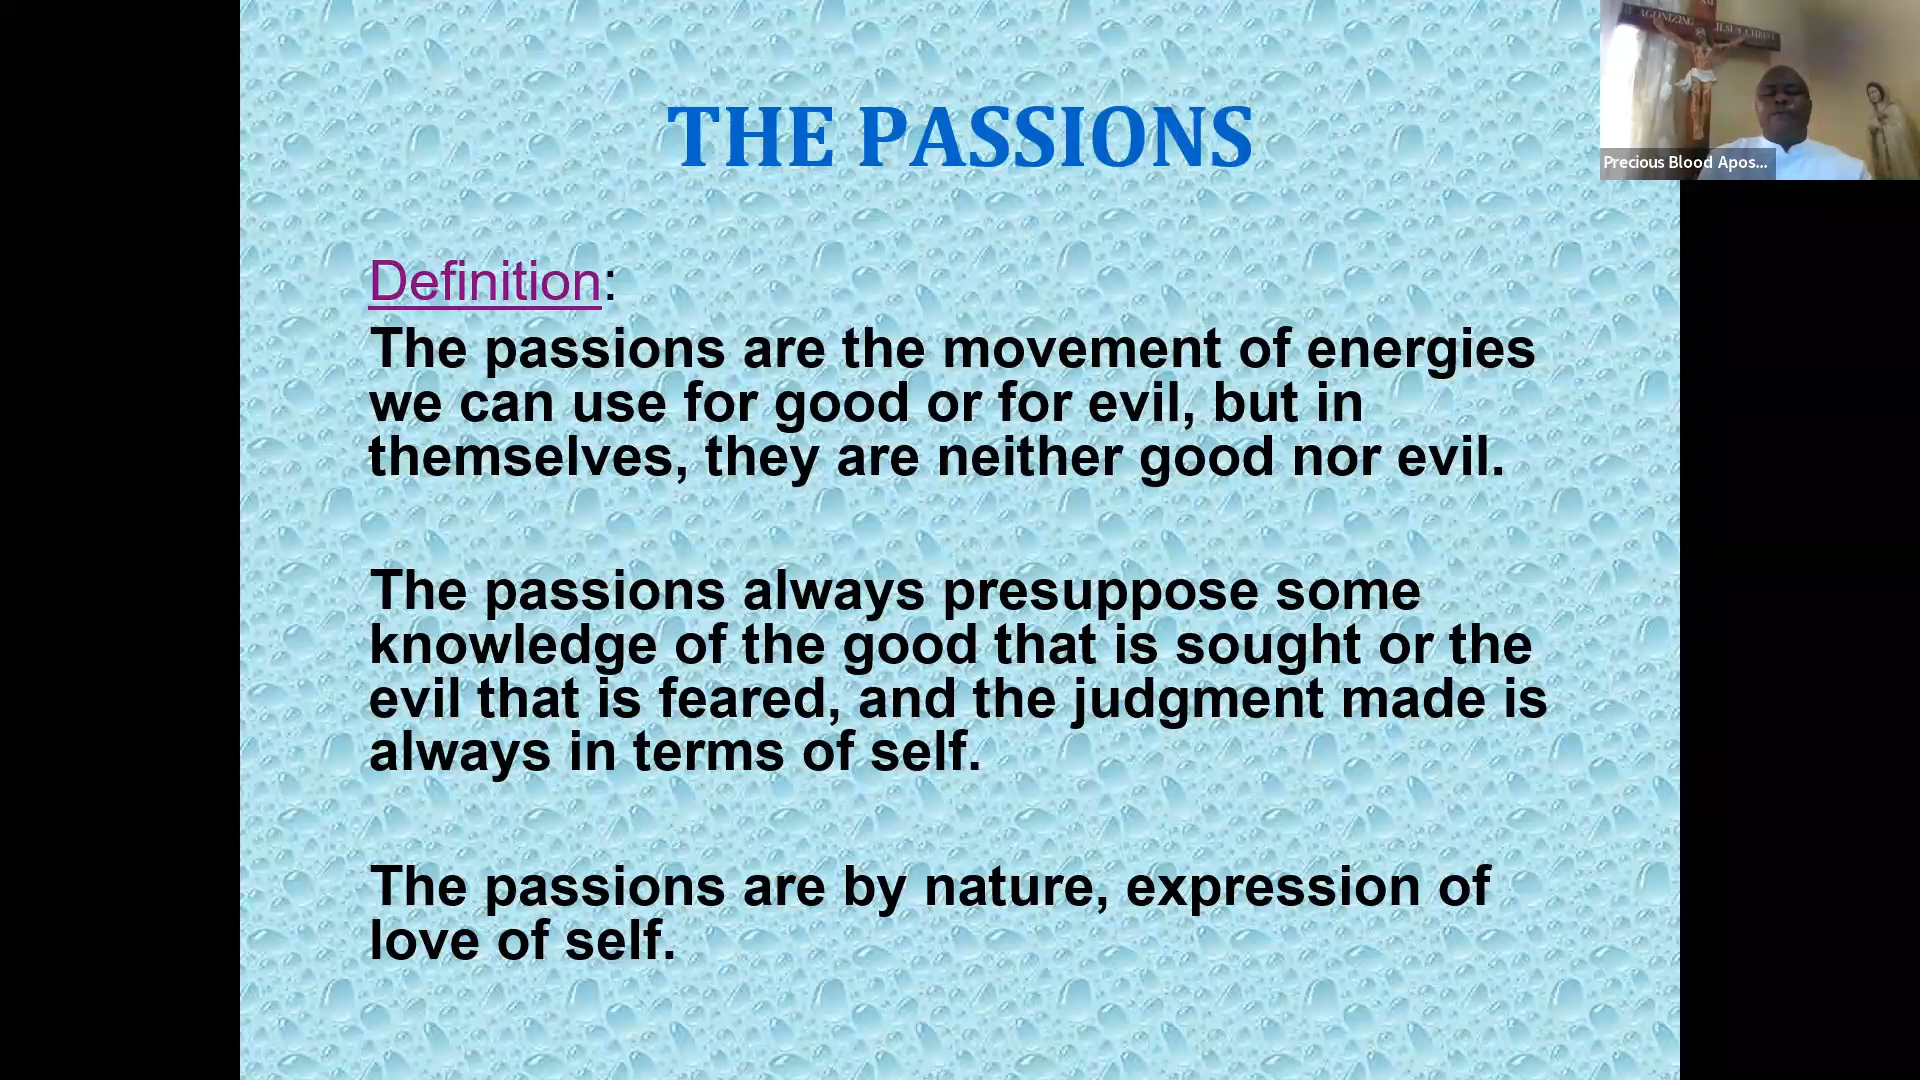 THE PASSIONS
AGONIZING JESUS CHRIST
Precious Blood Apos...
Definition:
The passions are the movement of energies
we can use for good or for evil, but in
themselves, they are neither good nor evil.
The passions always presuppose some
knowledge of the good that is sought or the
evil that is feared, and the judgment made is
always in terms of self.
The passions are by nature, expression of
love of self.